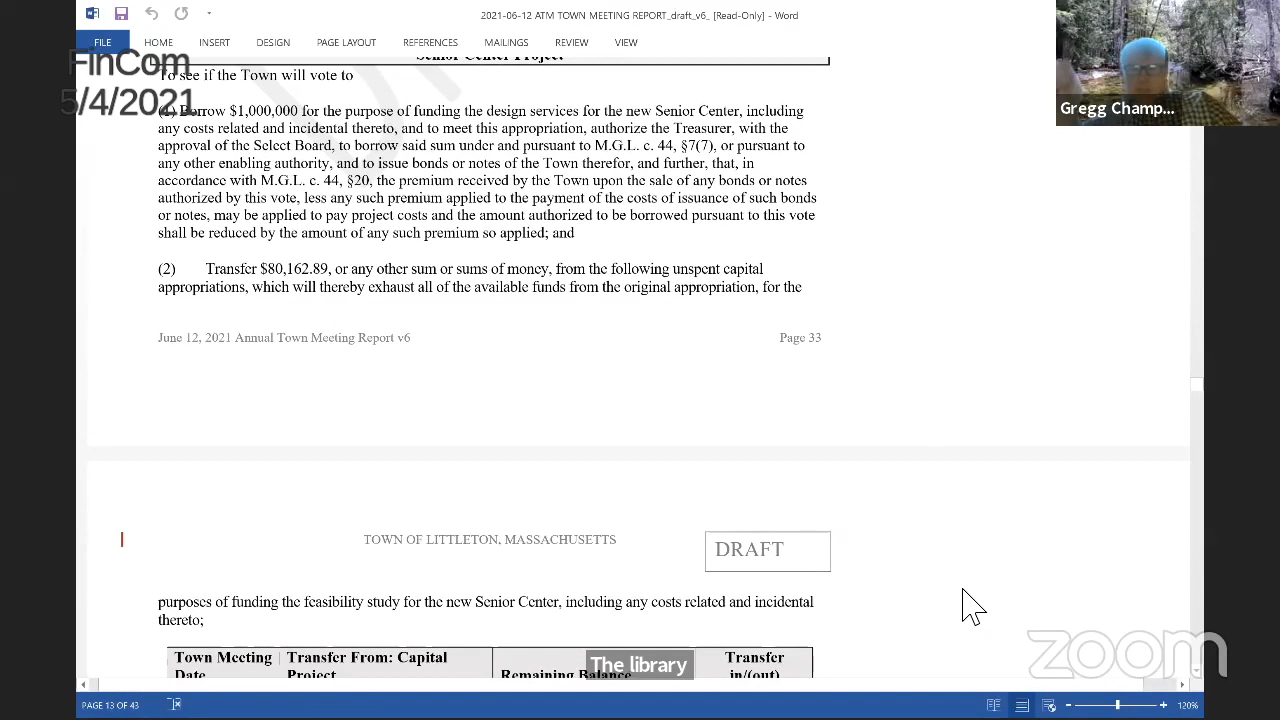 2021-06-12 ATM TOWN MEETING REPORT_draft_v6_ [Read-Only] - Word
FILE HOME INSERT DESIGN PAGE LAYOUT REFERENCES MAILINGS REVIEW VIEW
FinCom
5/4/2021
Gregg Champ...
Senior Center Project
To see if the Town will vote to
(1) Borrow $1,000,000 for the purpose of funding the design services for the new Senior Center, including
any costs related and incidental thereto, and to meet this appropriation, authorize the Treasurer, with the
approval of the Select Board, to borrow said sum under and pursuant to M.G.L. c. 44, §7(7), or pursuant to
any other enabling authority, and to issue bonds or notes of the Town therefor, and further, that, in
accordance with M.G.L. c. 44, §20, the premium received by the Town upon the sale of any bonds or notes
authorized by this vote, less any such premium applied to the payment of the costs of issuance of such bonds
or notes, may be applied to pay project costs and the amount authorized to be borrowed pursuant to this vote
shall be reduced by the amount of any such premium so applied; and
(2) Transfer $80,162.89, or any other sum or sums of money, from the following unspent capital
appropriations, which will thereby exhaust all of the available funds from the original appropriation, for the
June 12, 2021 Annual Town Meeting Report v6 Page 33
TOWN OF LITTLETON, MASSACHUSETTS DRAFT
purposes of funding the feasibility study for the new Senior Center, including any costs related and incidental
thereto;
Town Meeting Transfer From: Capital Transfer
Date Project Remaining Balance in/(out)
The library
zoom
PAGE 13 OF 43 120%